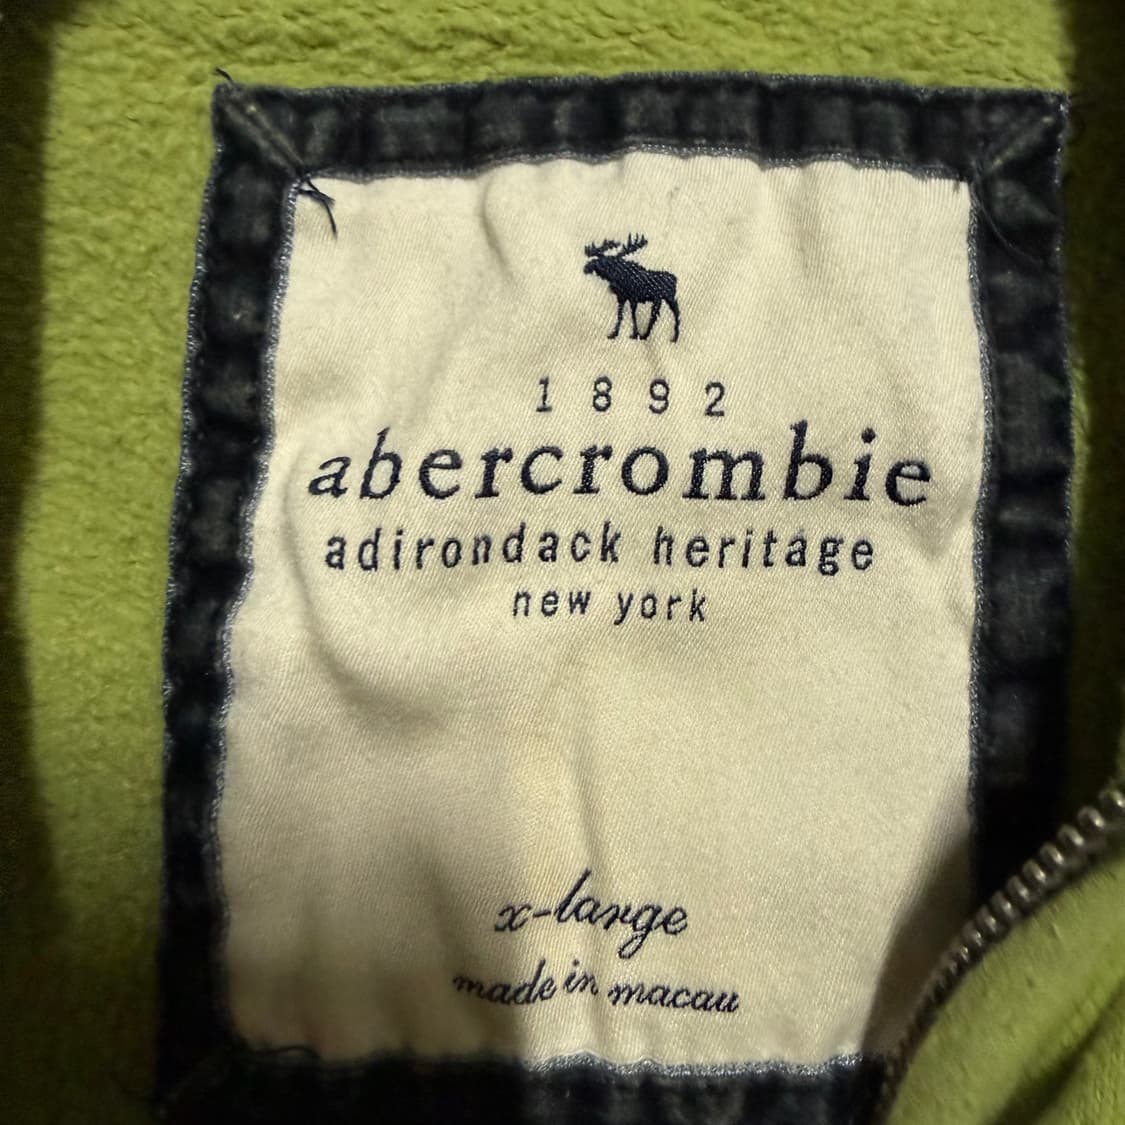 1892
abercrombie
adirondack heritage
new york
x-large
made in macau